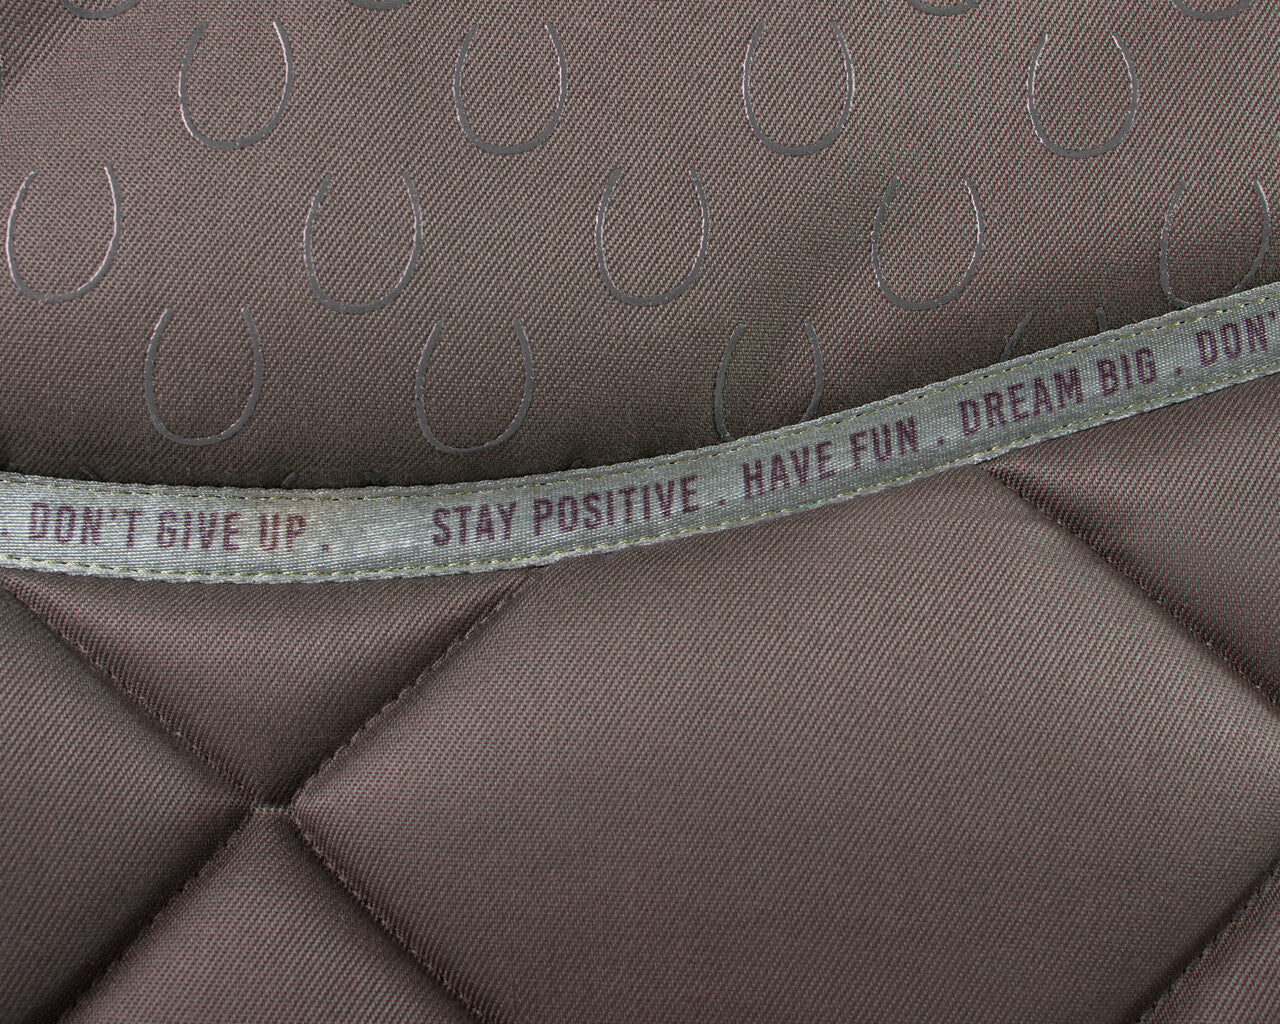 DON'T GIVE UP . STAY POSITIVE . HAVE FUN . DREAM BIG . DON'